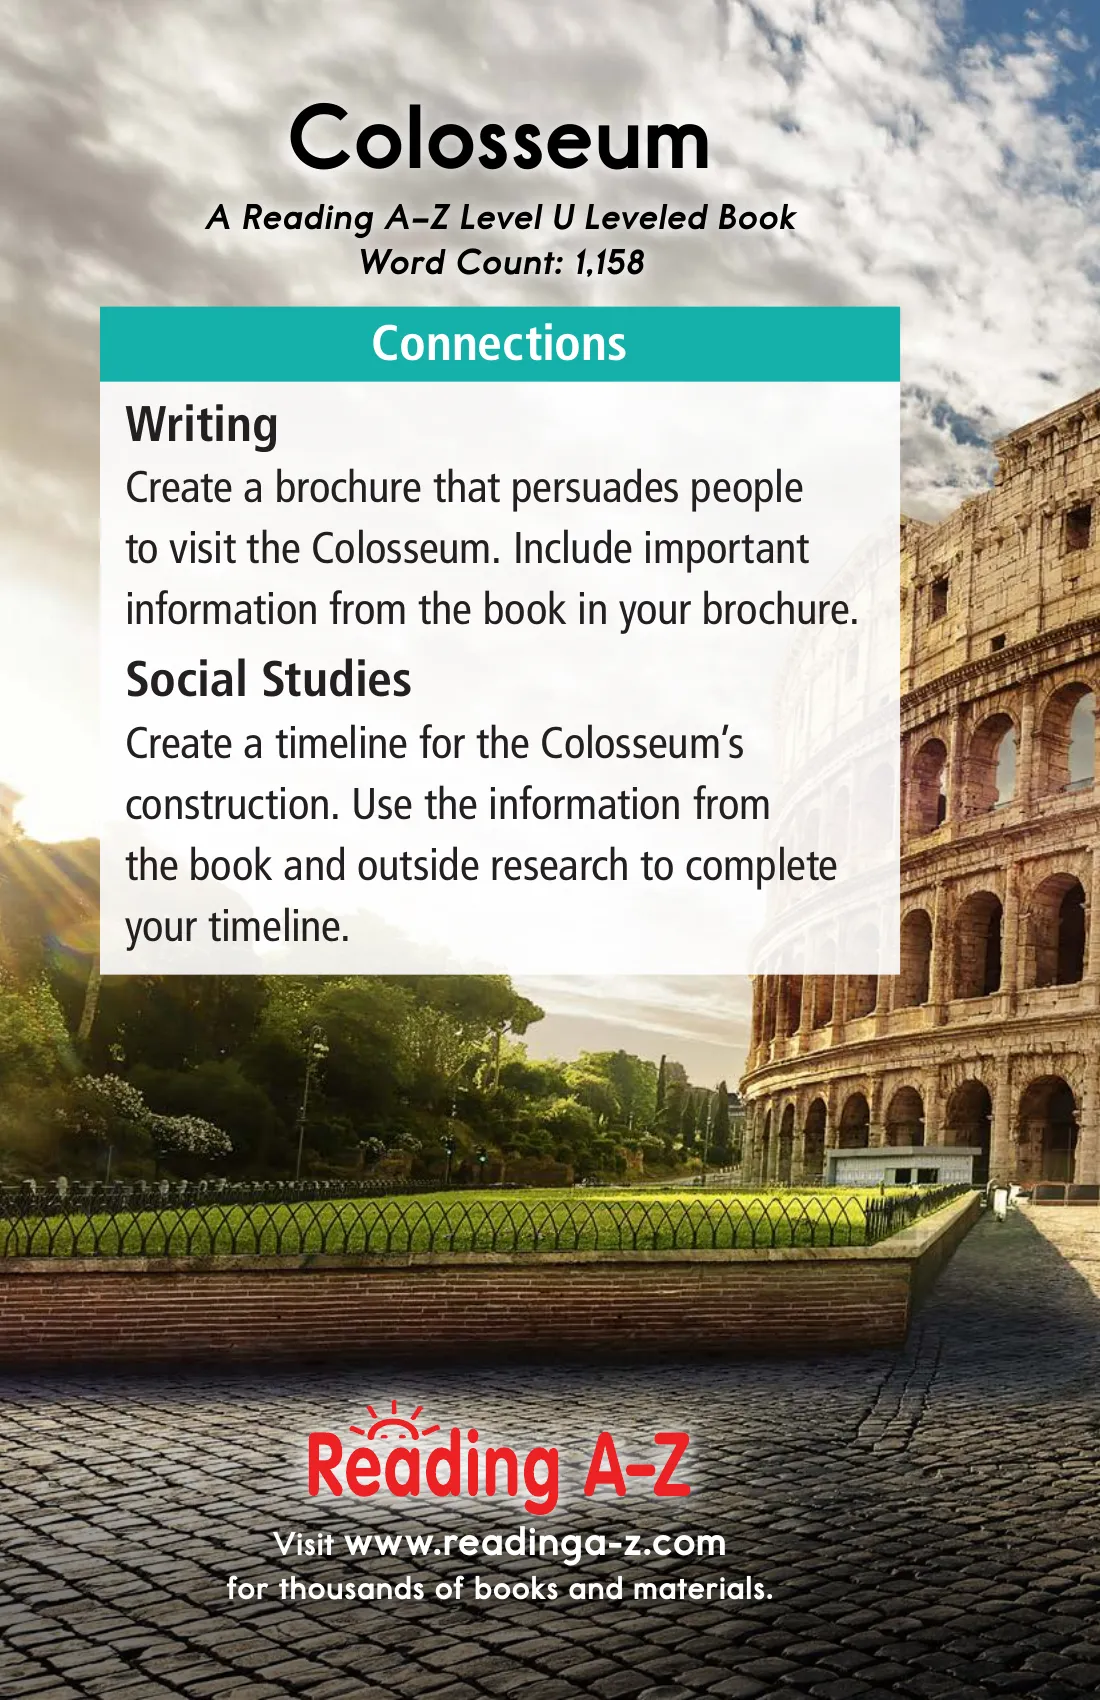 Colosseum
A Reading A–Z Level U Leveled Book
Word Count: 1,158
Connections
Writing
Create a brochure that persuades people
to visit the Colosseum. Include important
information from the book in your brochure.
Social Studies
Create a timeline for the Colosseum’s
construction. Use the information from
the book and outside research to complete
your timeline.
Reading A–Z
Visit www.readinga-z.com
for thousands of books and materials.